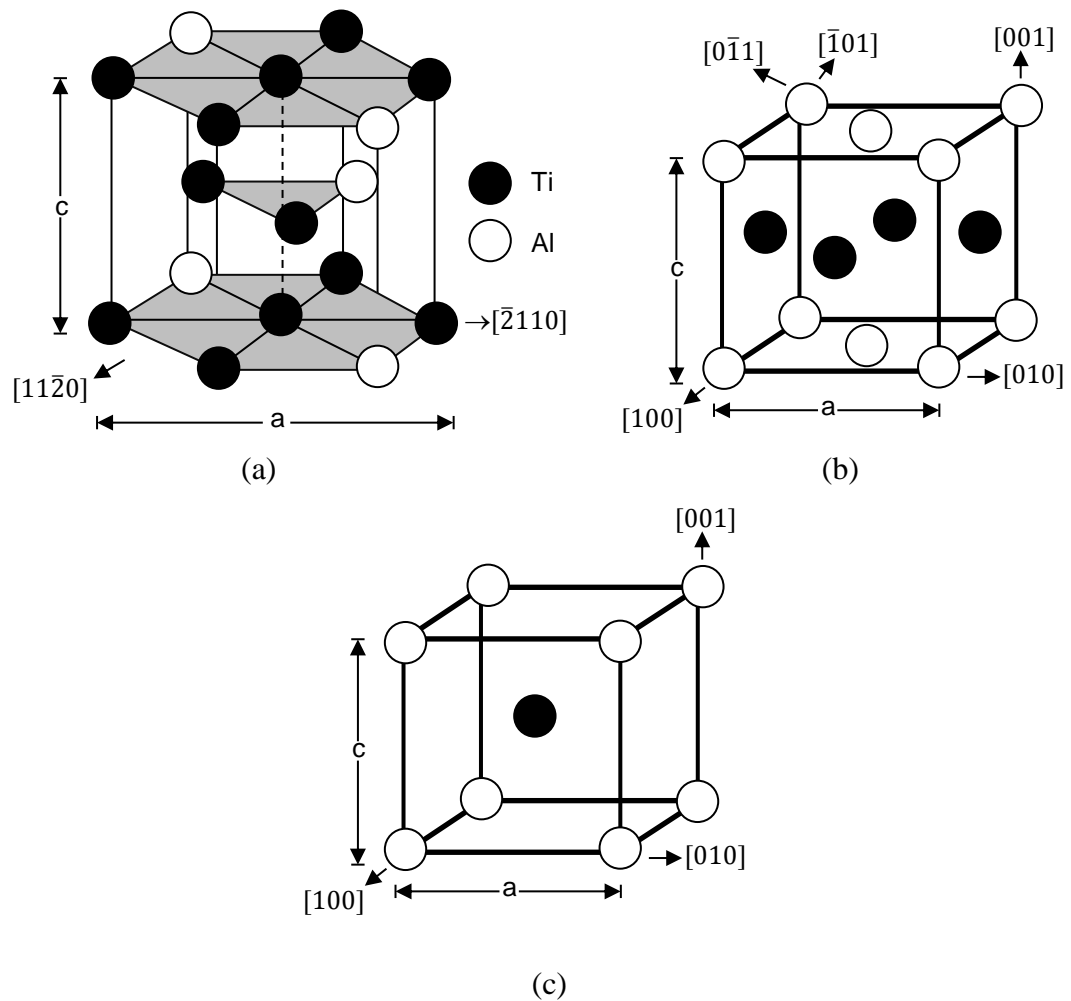 [01̄1]
[1̄01]
[001]
c
Ti
Al
c
→[2̄110]
[112̄0]
[010]
a
a
[100]
(a)
(b)
[001]
c
[010]
a
[100]
(c)